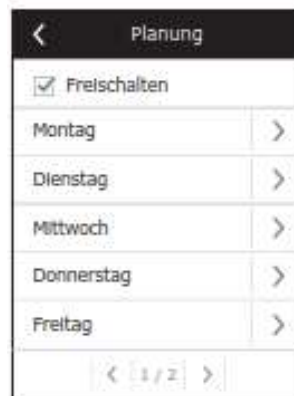 Planung
Freischalten
Montag
Dienstag
Mittwoch
Donnerstag
Freitag
1 / 2